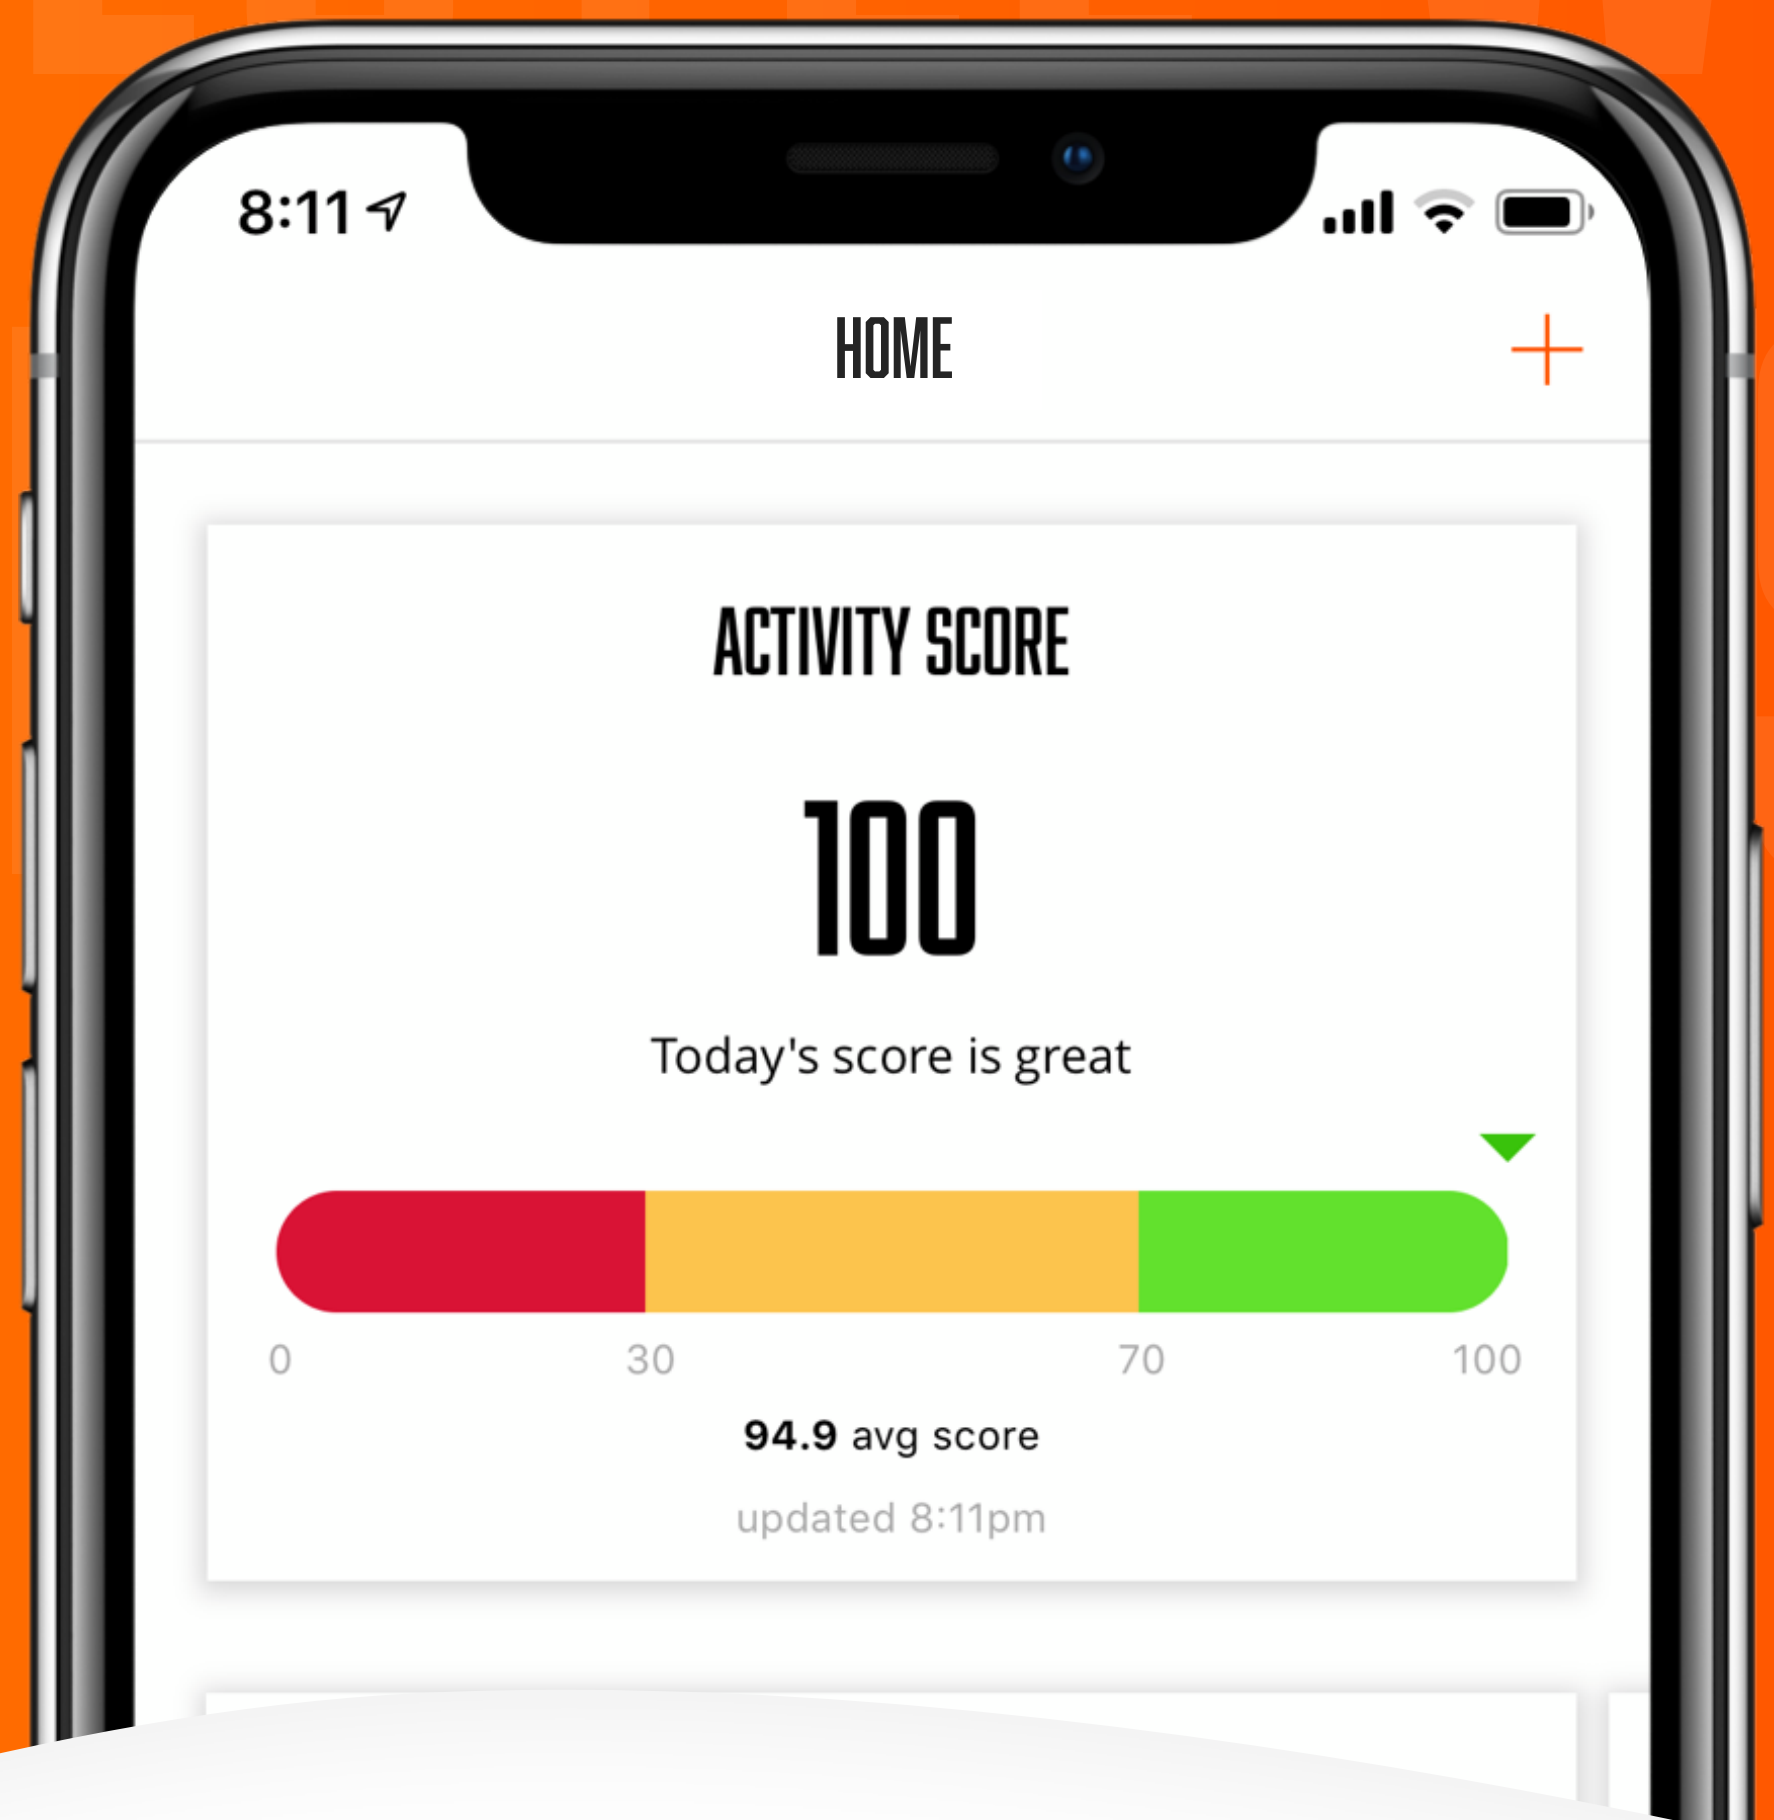 8:11
HOME
ACTIVITY SCORE
100
Today's score is great
0 30 70 100
94.9 avg score
updated 8:11pm